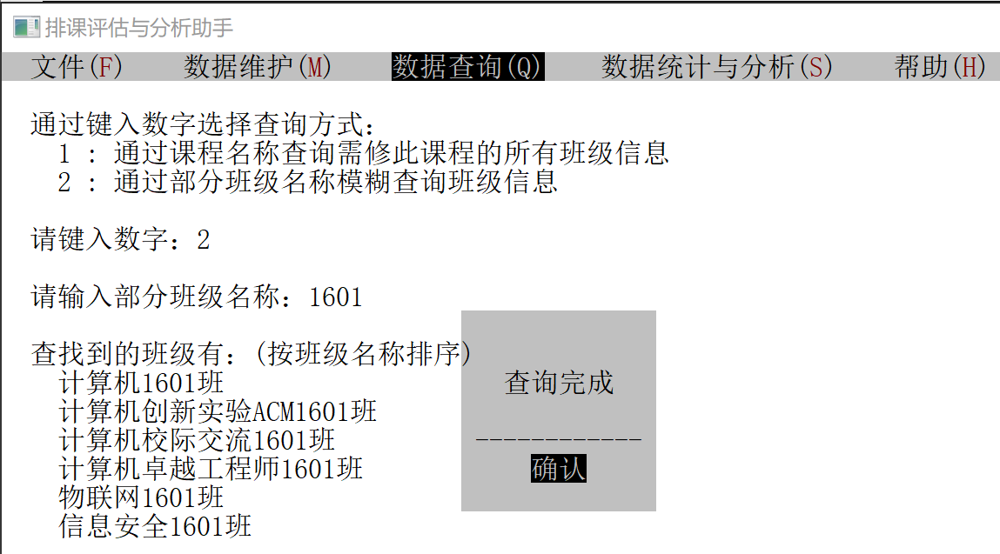 排课评估与分析助手
文件(F) 数据维护(M) 数据查询(Q) 数据统计与分析(S) 帮助(H)
通过键入数字选择查询方式：
1 : 通过课程名称查询需修此课程的所有班级信息
2 : 通过部分班级名称模糊查询班级信息
请键入数字：2
请输入部分班级名称：1601
查找到的班级有：(按班级名称排序)
计算机1601班
计算机创新实验ACM1601班
计算机校际交流1601班
计算机卓越工程师1601班
物联网1601班
信息安全1601班
查询完成
------------
确认